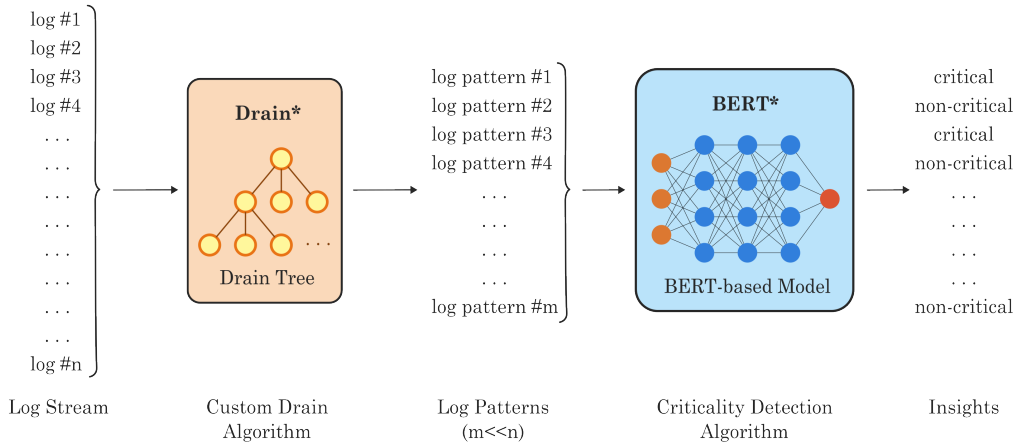 log #1
log #2
log #3
log #4
. . .
. . .
. . .
. . .
. . .
. . .
. . .
. . .
log #n
Log Stream
Drain*
. . .
Drain Tree
Custom Drain
Algorithm
log pattern #1
log pattern #2
log pattern #3
log pattern #4
. . .
. . .
. . .
. . .
log pattern #m
Log Patterns
(m<<n)
BERT*
BERT-based Model
Criticality Detection
Algorithm
critical
non-critical
critical
non-critical
. . .
. . .
. . .
. . .
non-critical
Insights